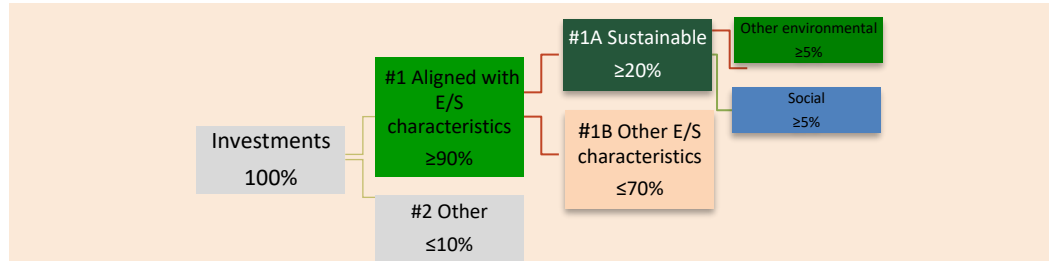 Investments
100%
#1 Aligned with
E/S
characteristics
≥90%
#2 Other
≤10%
#1A Sustainable
≥20%
#1B Other E/S
characteristics
≤70%
Other environmental
≥5%
Social
≥5%